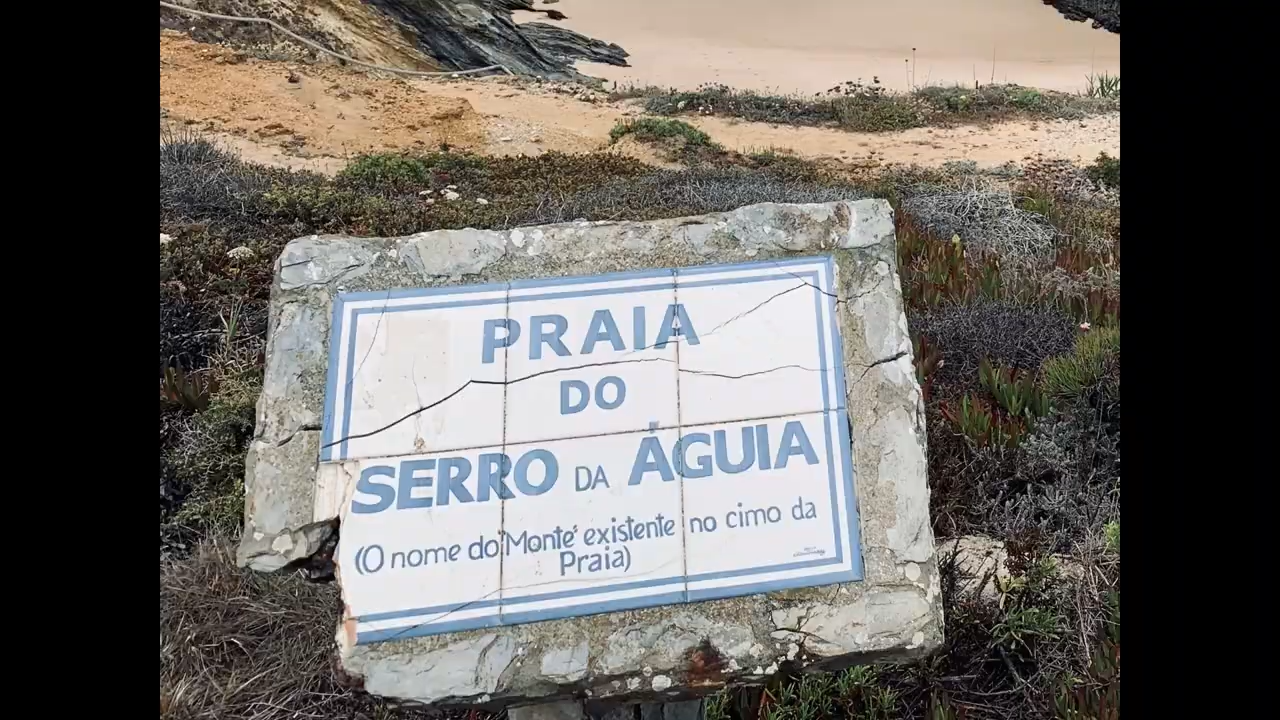 PRAIA
DO
SERRO DA ÁGUIA
(O nome do 'Monte' existente no cimo da
Praia)